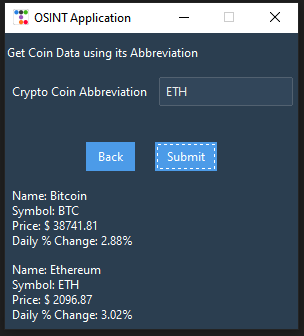 OSINT Application
Get Coin Data using its Abbreviation
Crypto Coin Abbreviation ETH
Back Submit
Name: Bitcoin
Symbol: BTC
Price: $ 38741.81
Daily % Change: 2.88%
Name: Ethereum
Symbol: ETH
Price: $ 2096.87
Daily % Change: 3.02%